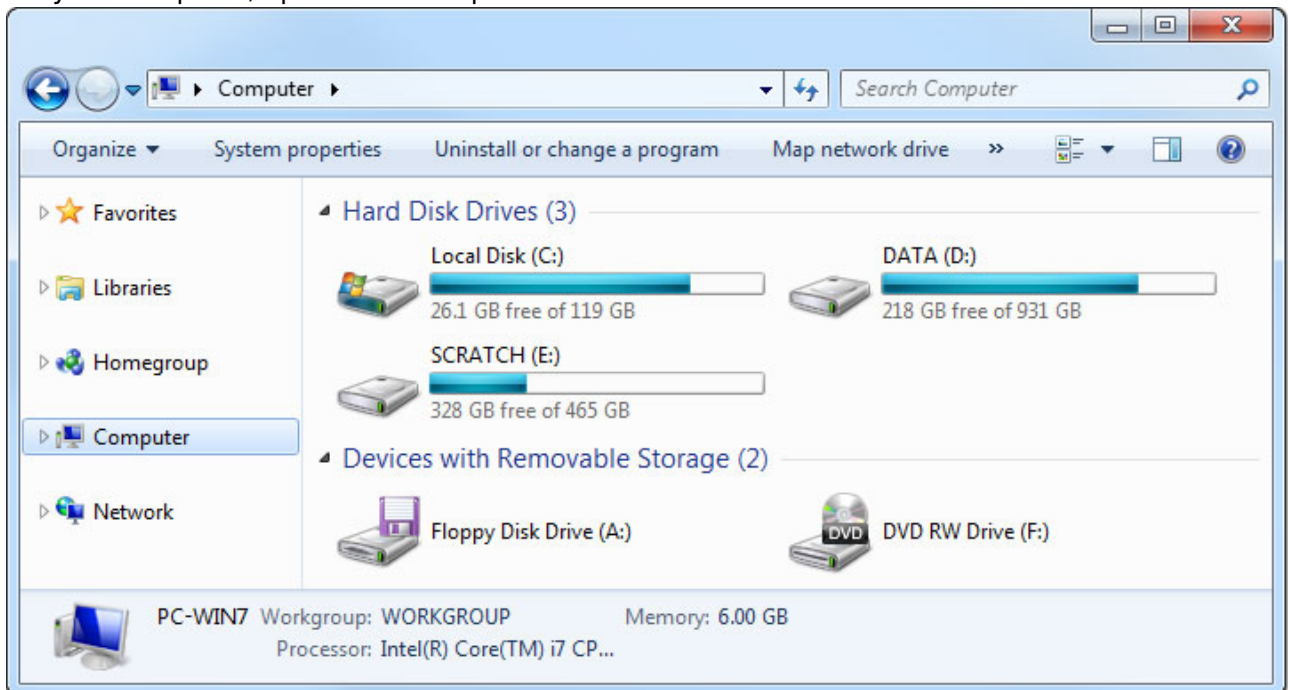 Computer
Search Computer
Organize System properties Uninstall or change a program Map network drive »
Favorites
Libraries
Homegroup
Computer
Network
Hard Disk Drives (3)
Local Disk (C:)
26.1 GB free of 119 GB
DATA (D:)
218 GB free of 931 GB
SCRATCH (E:)
328 GB free of 465 GB
Devices with Removable Storage (2)
Floppy Disk Drive (A:)
DVD
DVD RW Drive (F:)
PC-WIN7 Workgroup: WORKGROUP Memory: 6.00 GB
Processor: Intel(R) Core(TM) i7 CP...